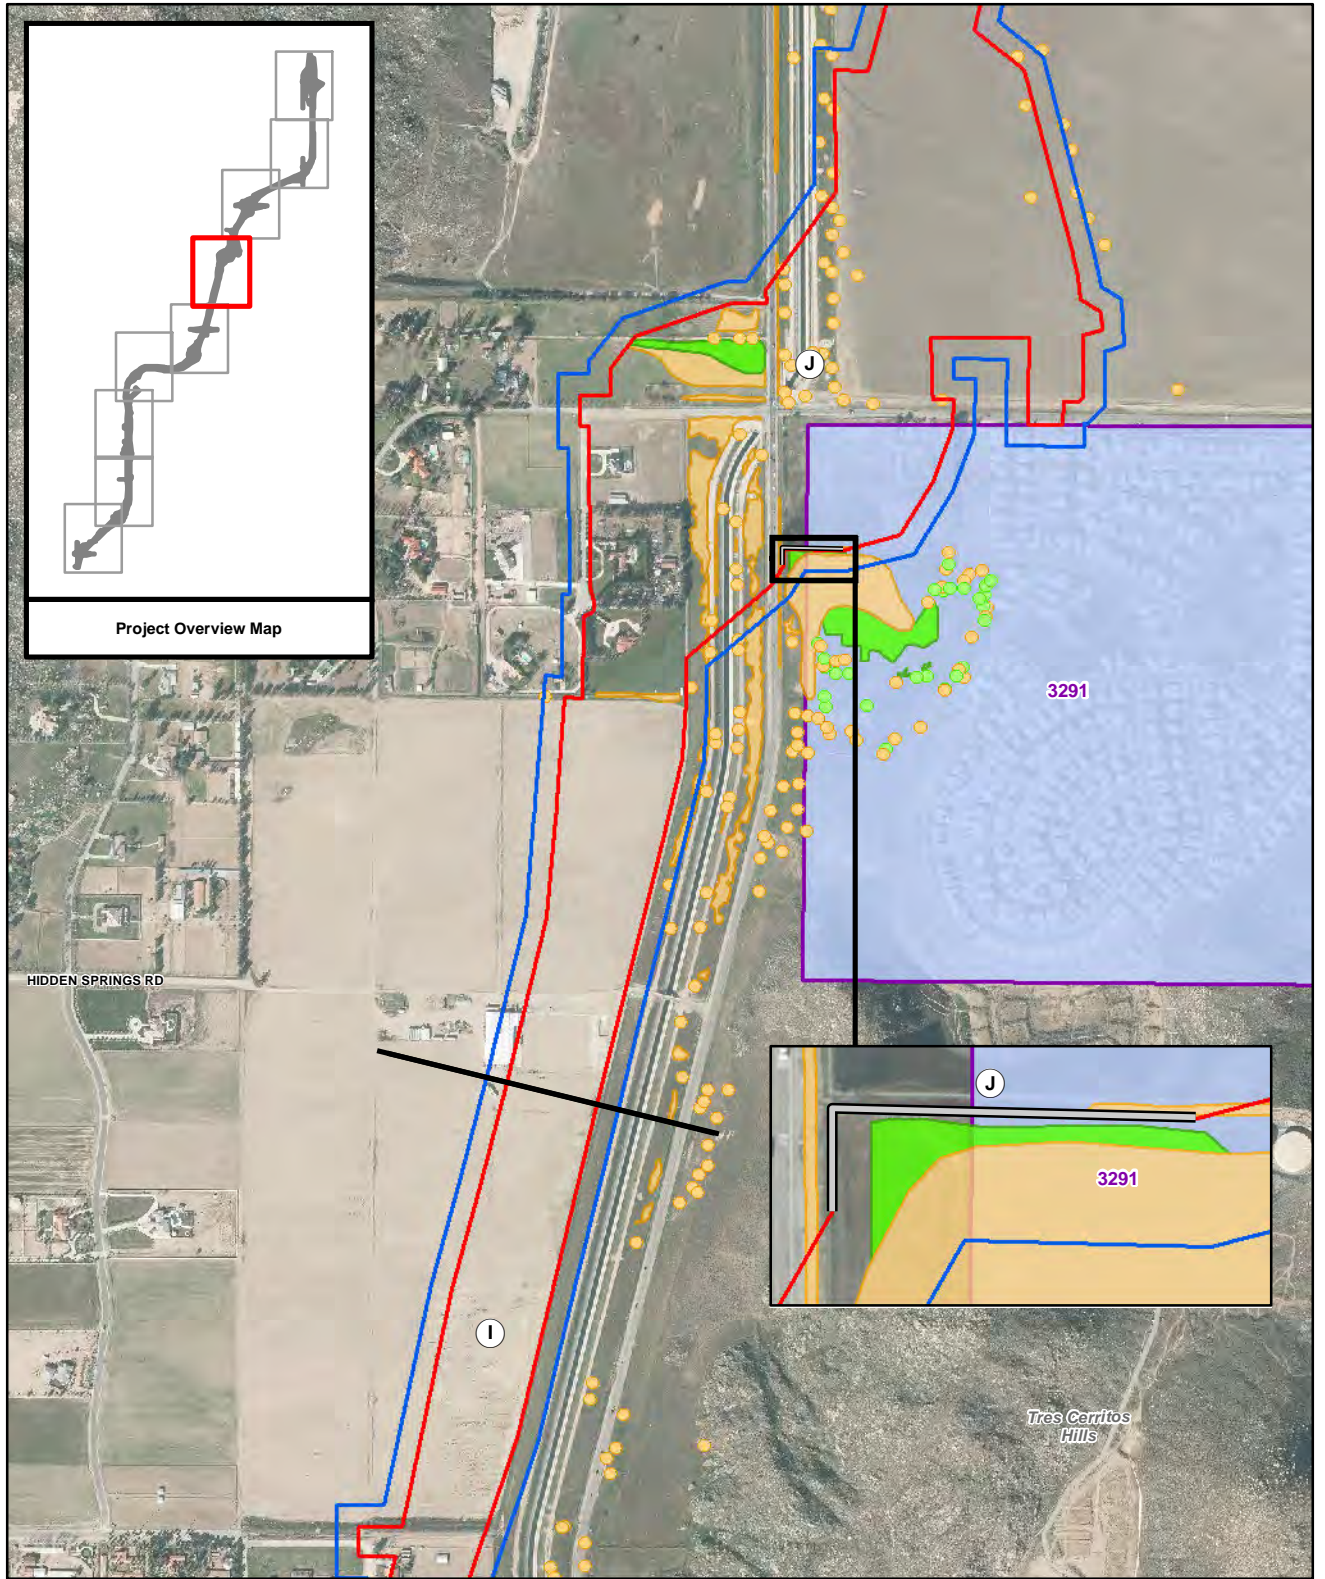 Project Overview Map
J
3291
HIDDEN SPRINGS RD
J
3291
I
Tres Cerritos
Hills